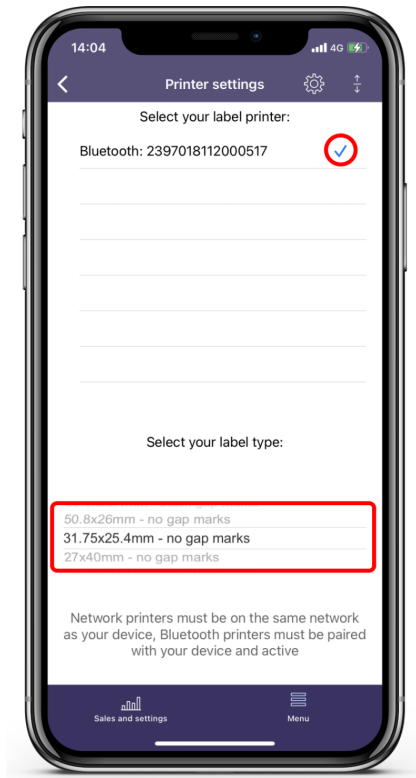 14:04
4G
Printer settings
Select your label printer:
Bluetooth: 2397018112000517
Select your label type:
50.8x26mm - no gap marks
31.75x25.4mm - no gap marks
27x40mm - no gap marks
Network printers must be on the same network
as your device, Bluetooth printers must be paired
with your device and active
Sales and settings
Menu